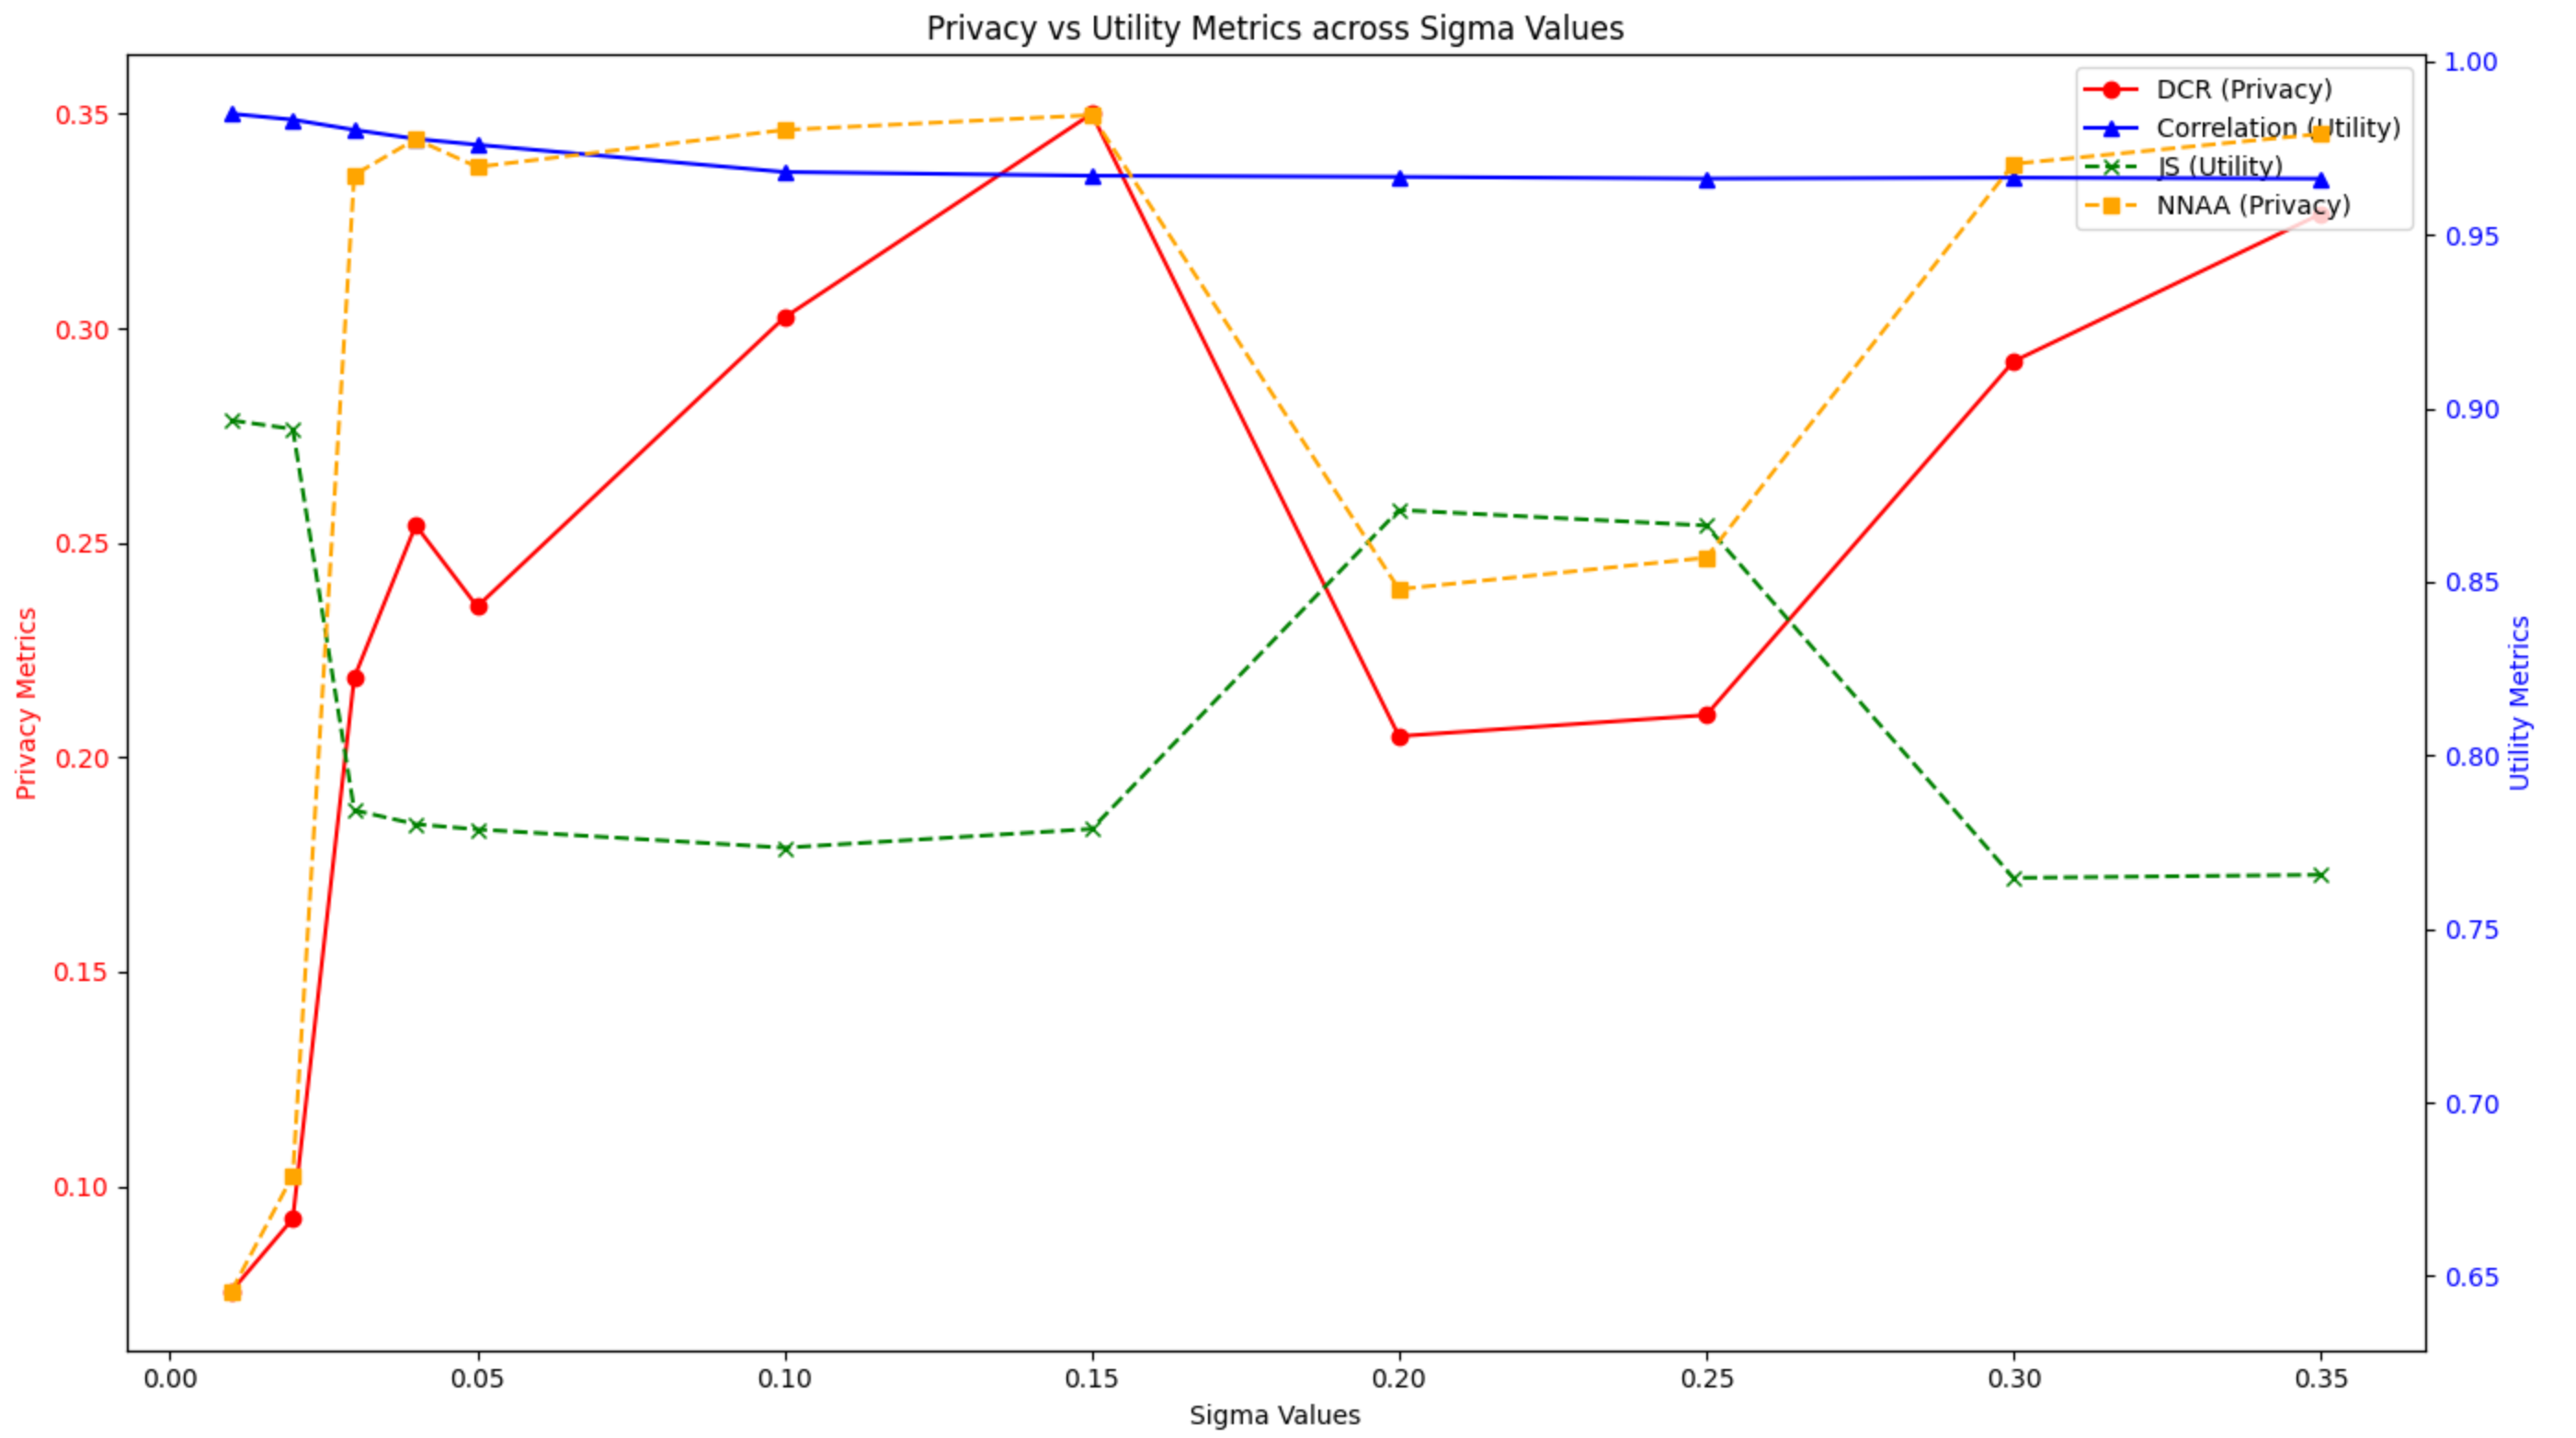 Privacy vs Utility Metrics across Sigma Values
DCR (Privacy)
Correlation (Utility)
JS (Utility)
NNAA (Privacy)
0.35
0.30
0.25
0.20
0.15
0.10
Privacy Metrics
1.00
0.95
0.90
0.85
0.80
0.75
0.70
0.65
Utility Metrics
0.00 0.05 0.10 0.15 0.20 0.25 0.30 0.35
Sigma Values